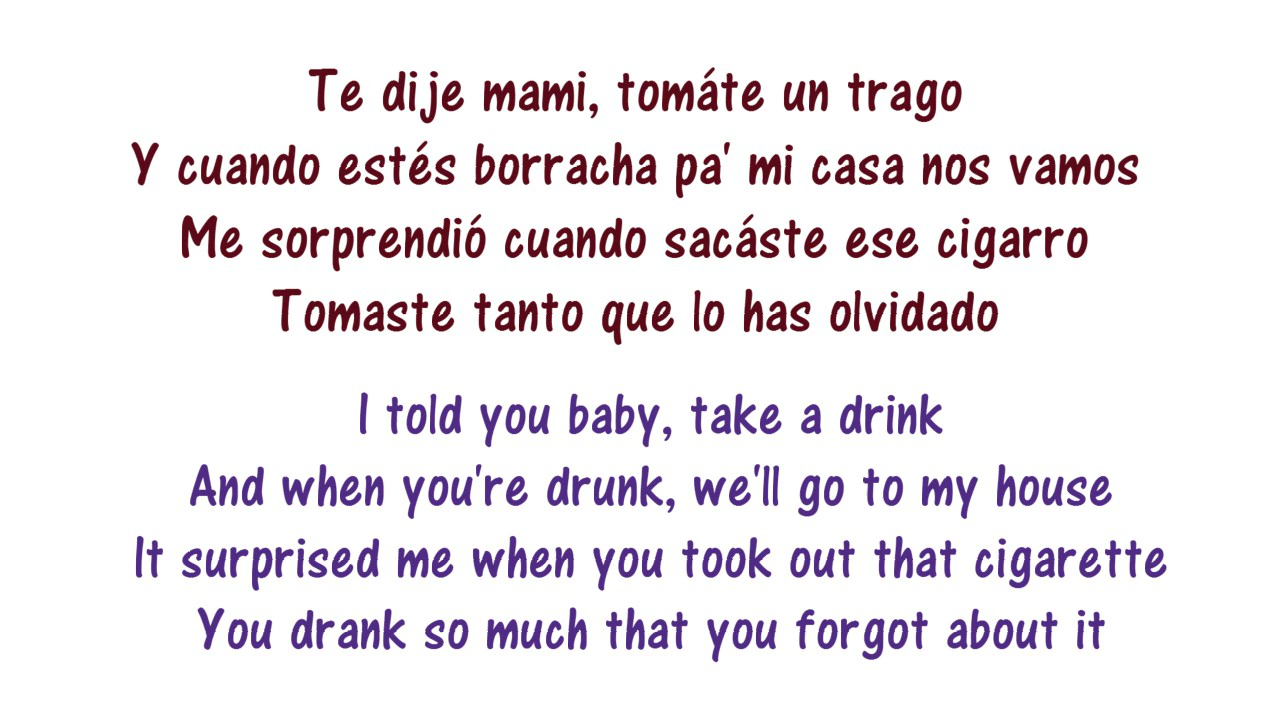 Te dije mami, tomáte un trago
Y cuando estés borracha pa' mi casa nos vamos
Me sorprendió cuando sacáste ese cigarro
Tomaste tanto que lo has olvidado
I told you baby, take a drink
And when you're drunk, we'll go to my house
It surprised me when you took out that cigarette
You drank so much that you forgot about it